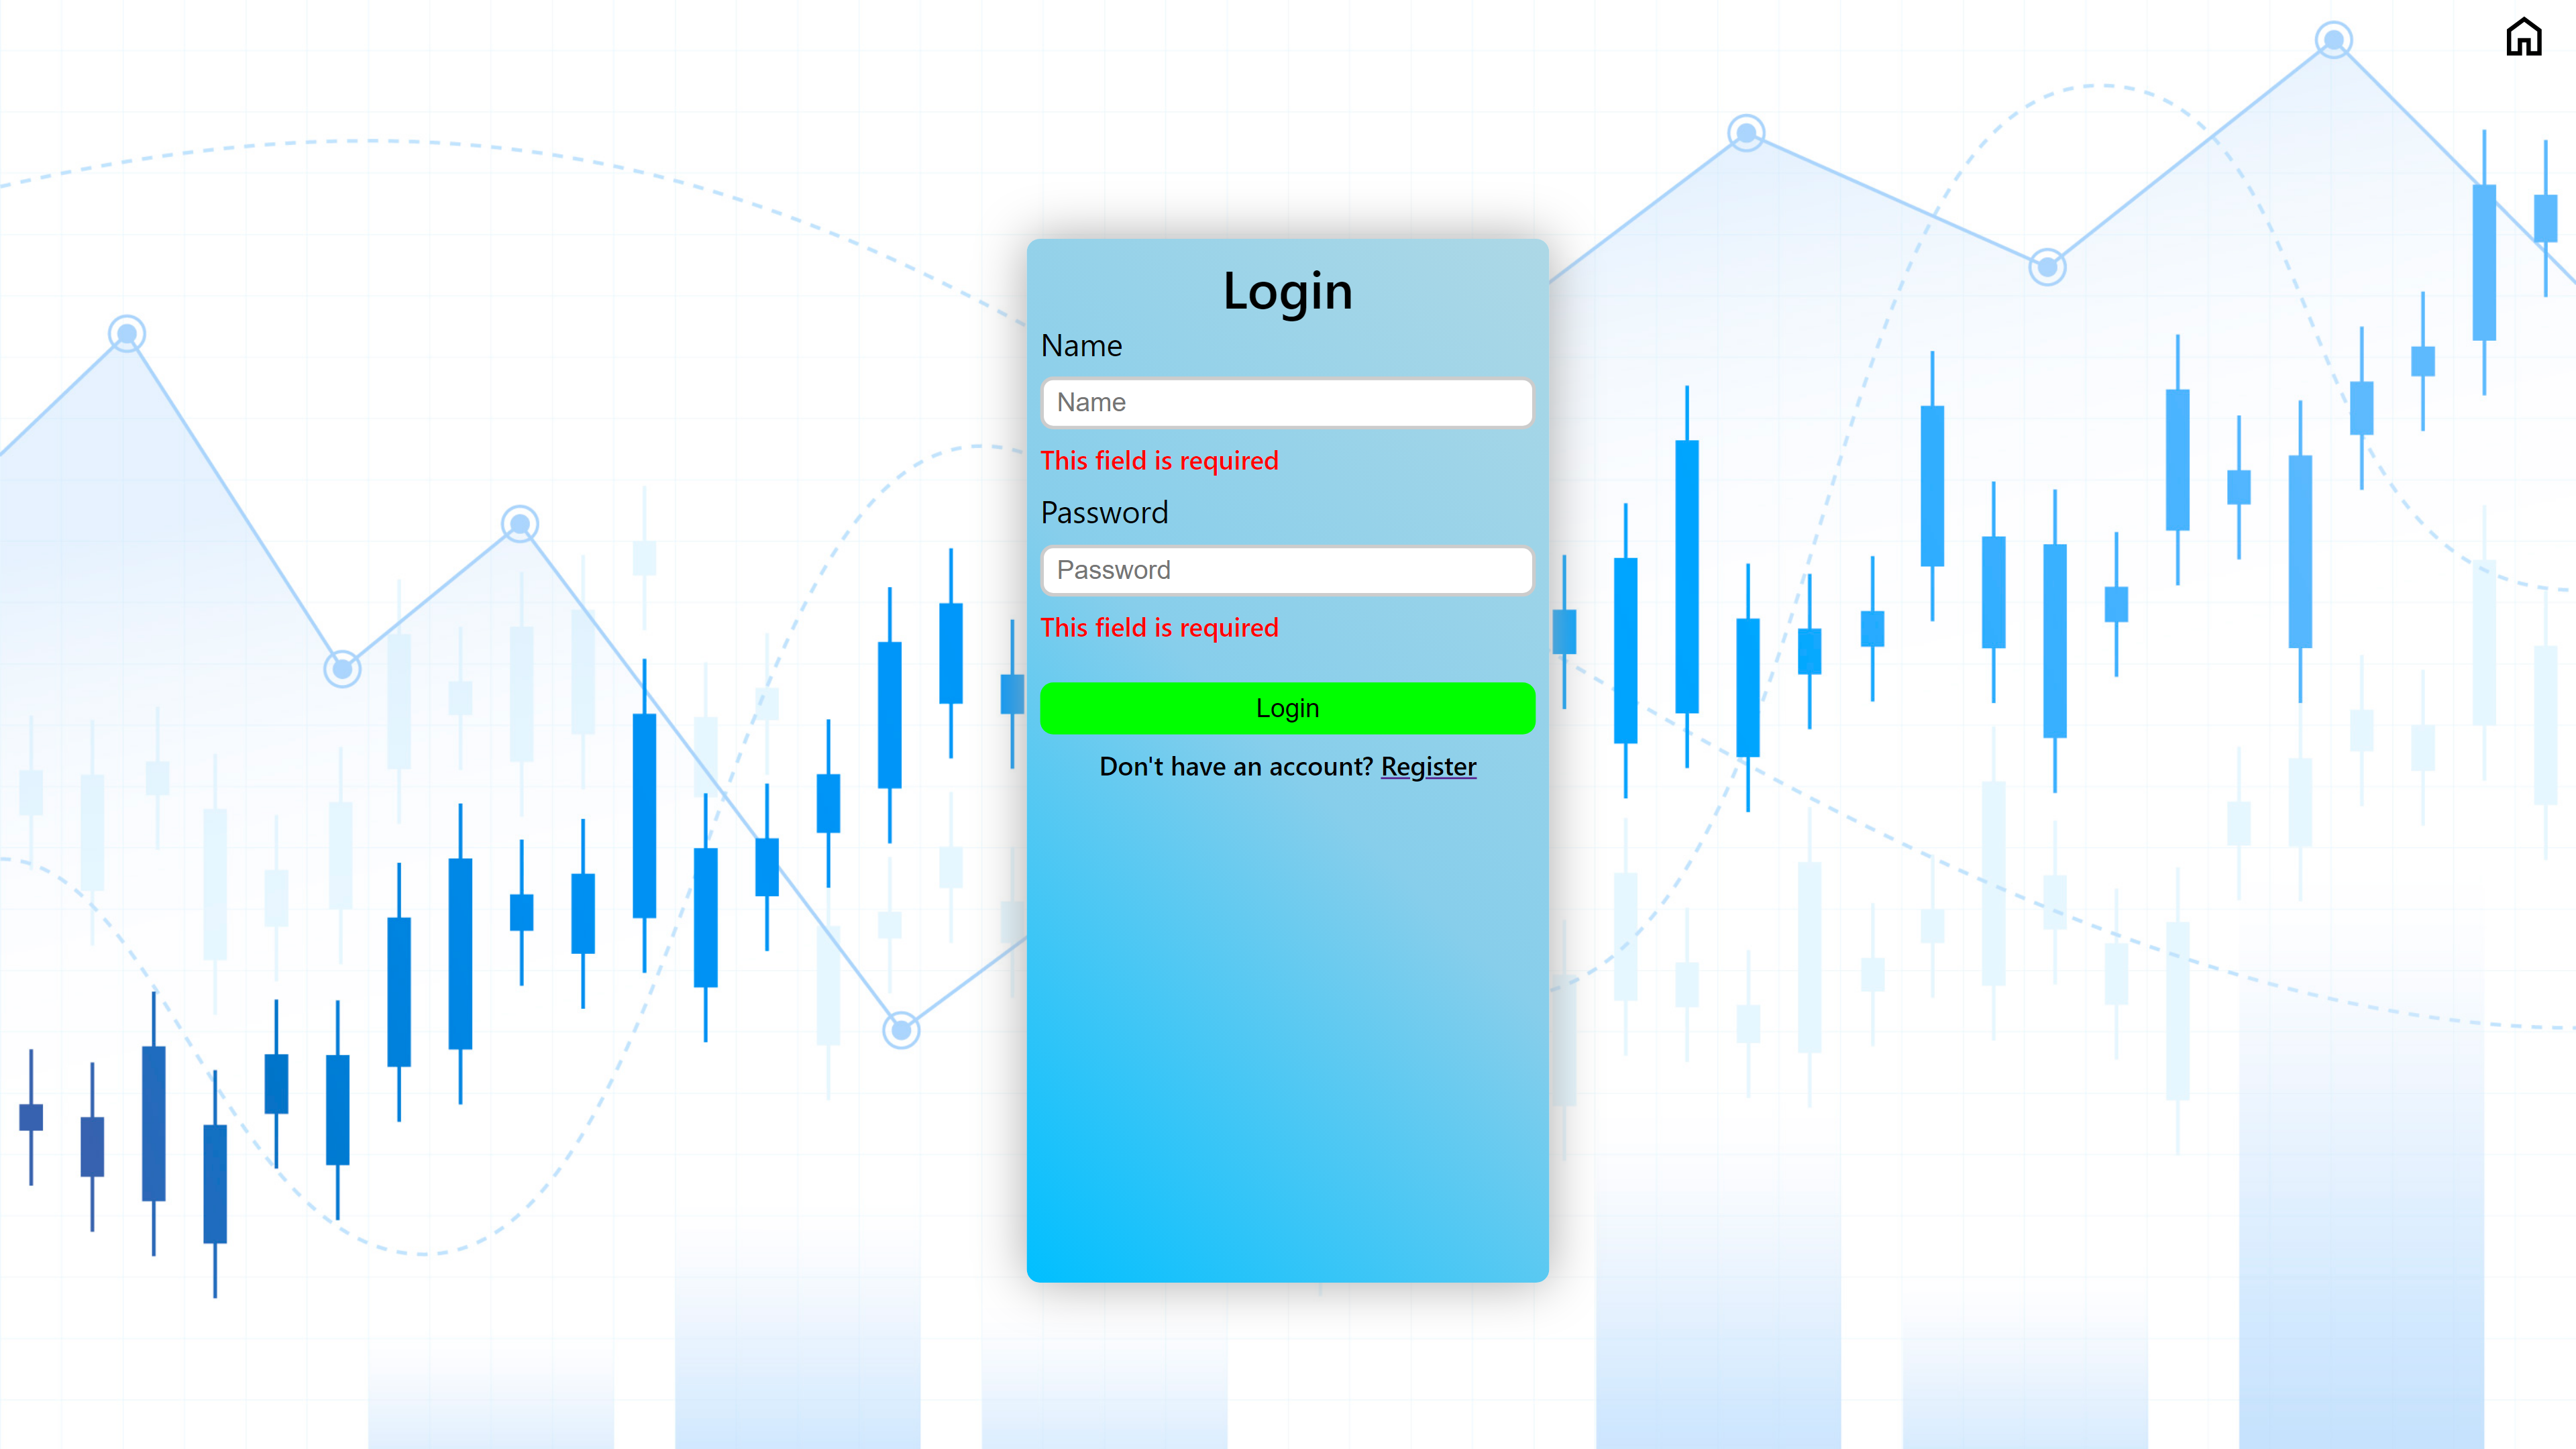 Login
Name
Name
This field is required
Password
Password
This field is required
Login
Don't have an account? Register